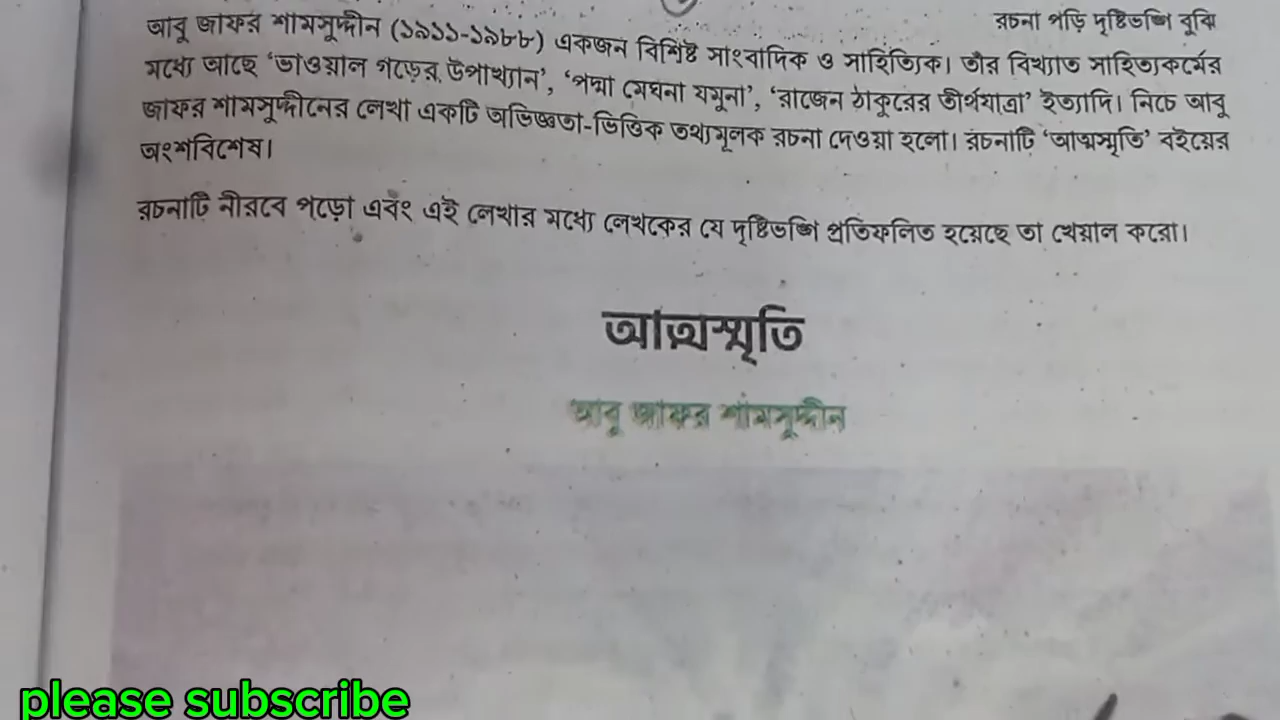 রচনা পড়ি দৃষ্টিভঙ্গি বুঝি
আবু জাফর শামসুদ্দীন (১৯১১-১৯৮৮) একজন বিশিষ্ট সাংবাদিক ও সাহিত্যিক। তাঁর বিখ্যাত সাহিত্যকর্মের
মধ্যে আছে ‘ভাওয়াল গড়ের উপাখ্যান’, ‘পদ্মা মেঘনা যমুনা’, ‘রাজেন ঠাকুরের তীর্থযাত্রা’ ইত্যাদি। নিচে আবু
জাফর শামসুদ্দীনের লেখা একটি অভিজ্ঞতা-ভিত্তিক তথ্যমূলক রচনা দেওয়া হলো। রচনাটি ‘আত্মস্মৃতি’ বইয়ের
অংশবিশেষ।
রচনাটি নীরবে পড়ো এবং এই লেখার মধ্যে লেখকের যে দৃষ্টিভঙ্গি প্রতিফলিত হয়েছে তা খেয়াল করো।
আত্মস্মৃতি
আবু জাফর শামসুদ্দীন
please subscribe